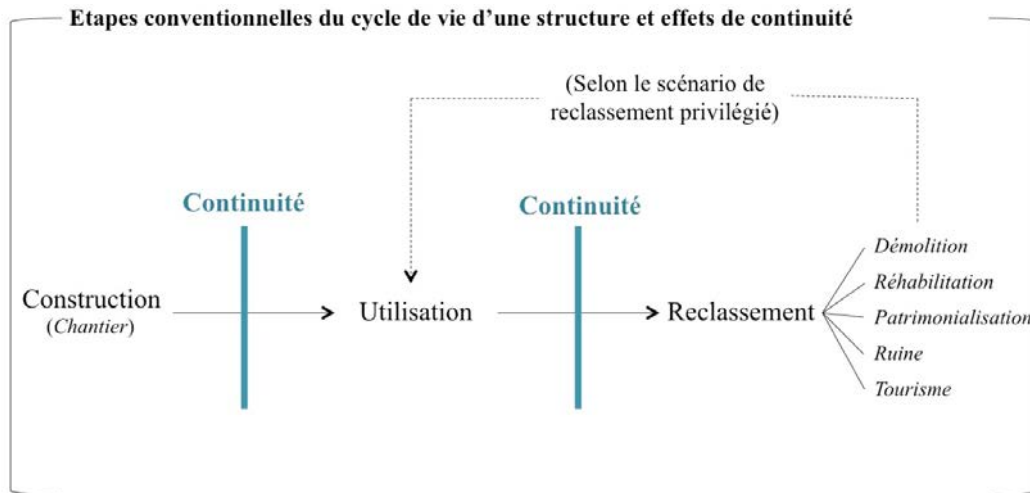 Etapes conventionnelles du cycle de vie d’une structure et effets de continuité
(Selon le scénario de
reclassement privilégié)
Continuité
Continuité
Construction
(Chantier)
Utilisation
Reclassement
Démolition
Réhabilitation
Patrimonialisation
Ruine
Tourisme